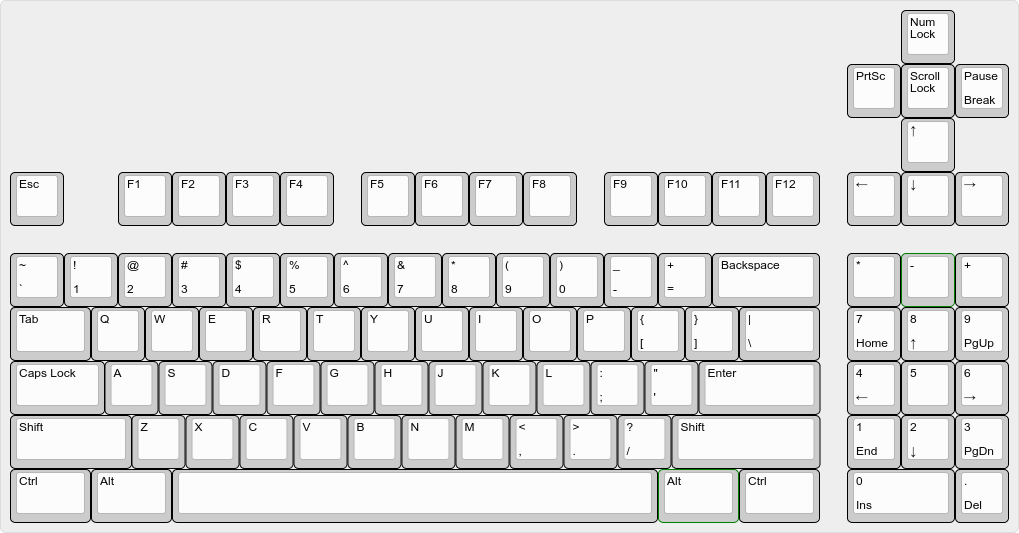 Num
Lock
PrtSc
Scroll
Lock
Pause
Break
↑
Esc F1 F2 F3 F4 F5 F6 F7 F8 F9 F10 F11 F12 ← ↓ →
~ ! @ # $ % ^ & * ( ) _ + Backspace * - +
` 1 2 3 4 5 6 7 8 9 0 - =
Tab Q W E R T Y U I O P { } | 7 8 9
[ ] \ Home ↑ PgUp
Caps Lock A S D F G H J K L : " Enter 4 5 6
; ' ← →
Shift Z X C V B N M < > ? Shift 1 2 3
, . / End ↓ PgDn
Ctrl Alt Alt Ctrl 0 .
Ins Del